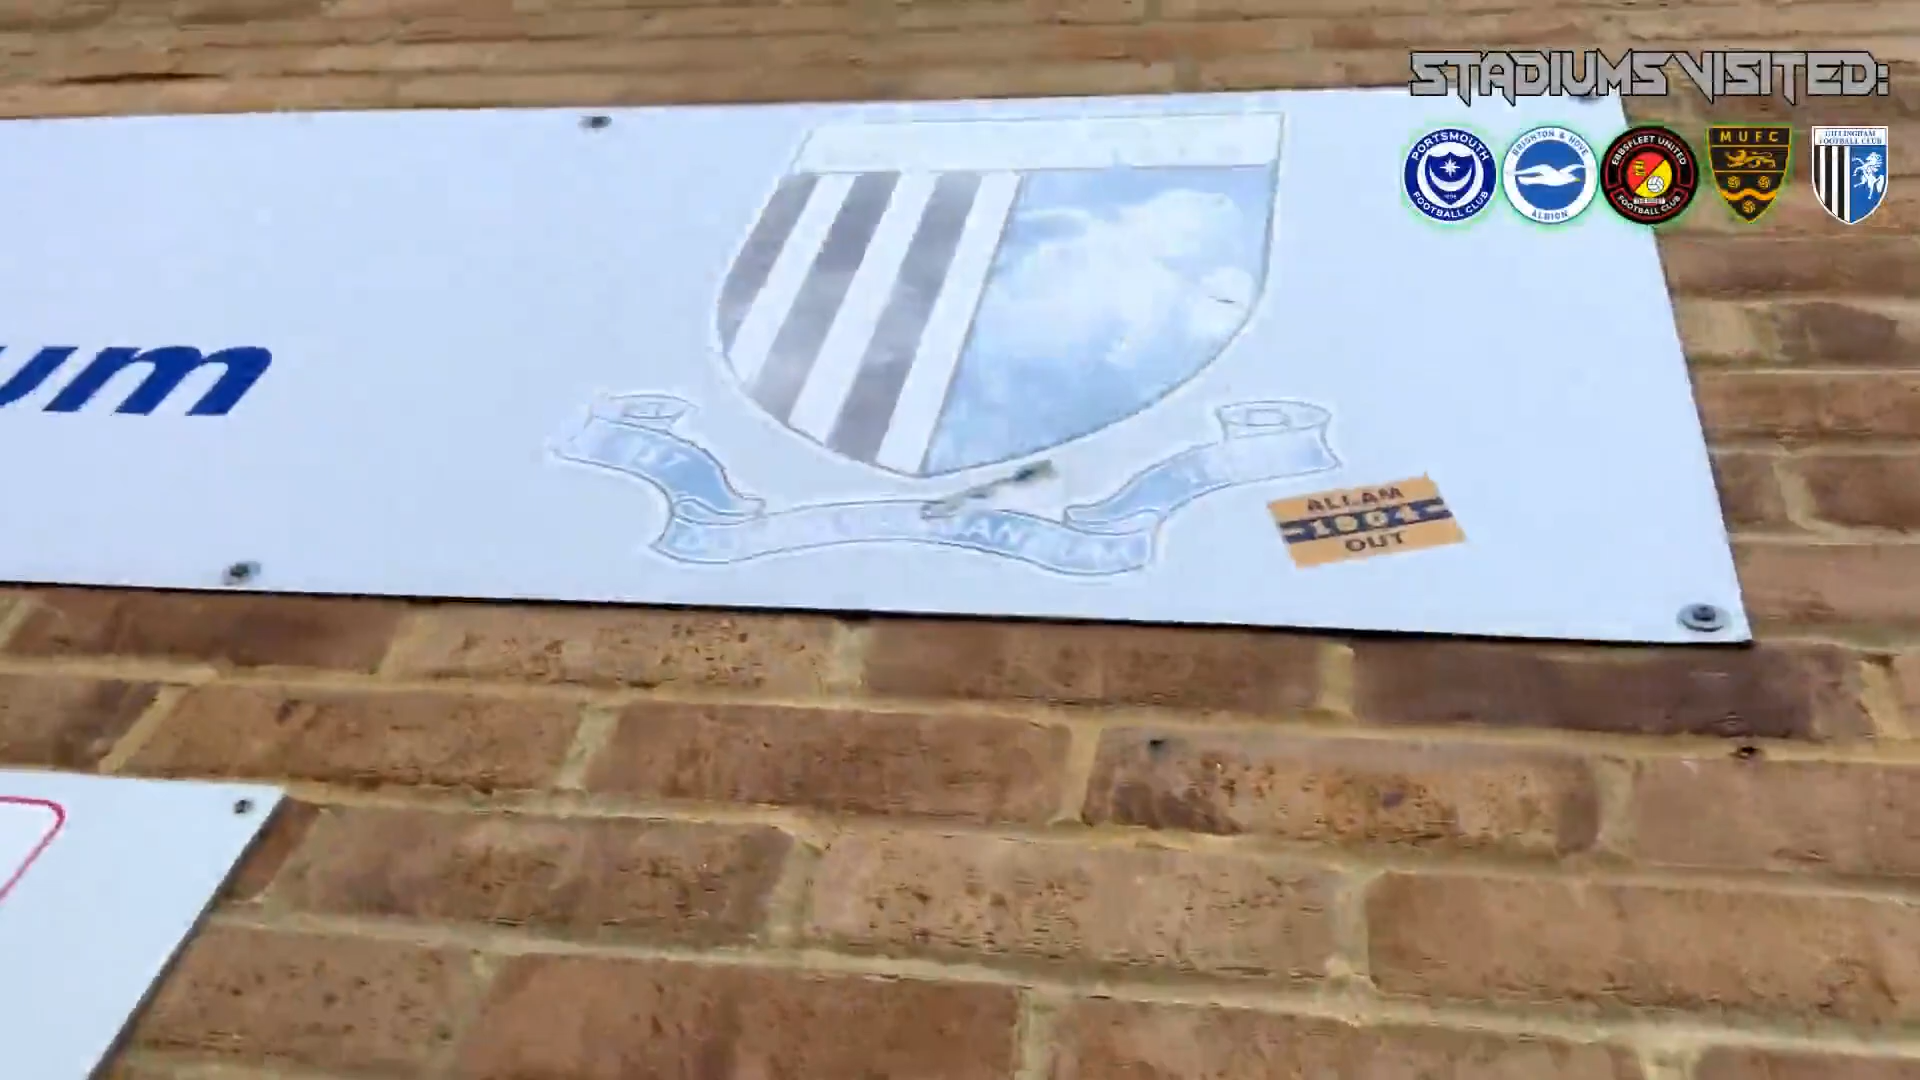 STADIUMS VISITED:
PORTSMOUTH
FOOTBALL CLUB
BRIGHTON & HOVE
ALBION
EBBSFLEET UNITED
FOOTBALL CLUB
MUFC
GILLINGHAM
FOOTBALL CLUB
um
ALLAM
-1904-
OUT